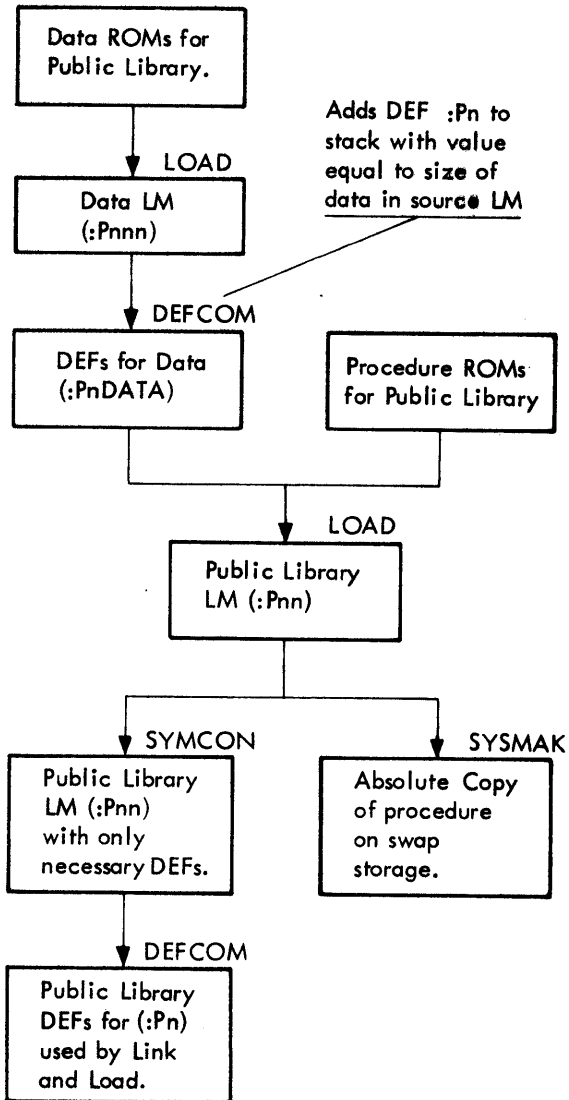 Data ROMs for
Public Library.
Adds DEF :Pn to
stack with value
equal to size of
data in source LM
LOAD
Data LM
(:Pnnn)
DEFCOM
DEFs for Data
(:PnDATA)
Procedure ROMs
for Public Library
LOAD
Public Library
LM (:Pnn)
SYMCON
SYSMAK
Public Library
LM (:Pnn)
with only
necessary DEFs.
Absolute Copy
of procedure
on swap
storage.
DEFCOM
Public Library
DEFs for (:Pn)
used by Link
and Load.